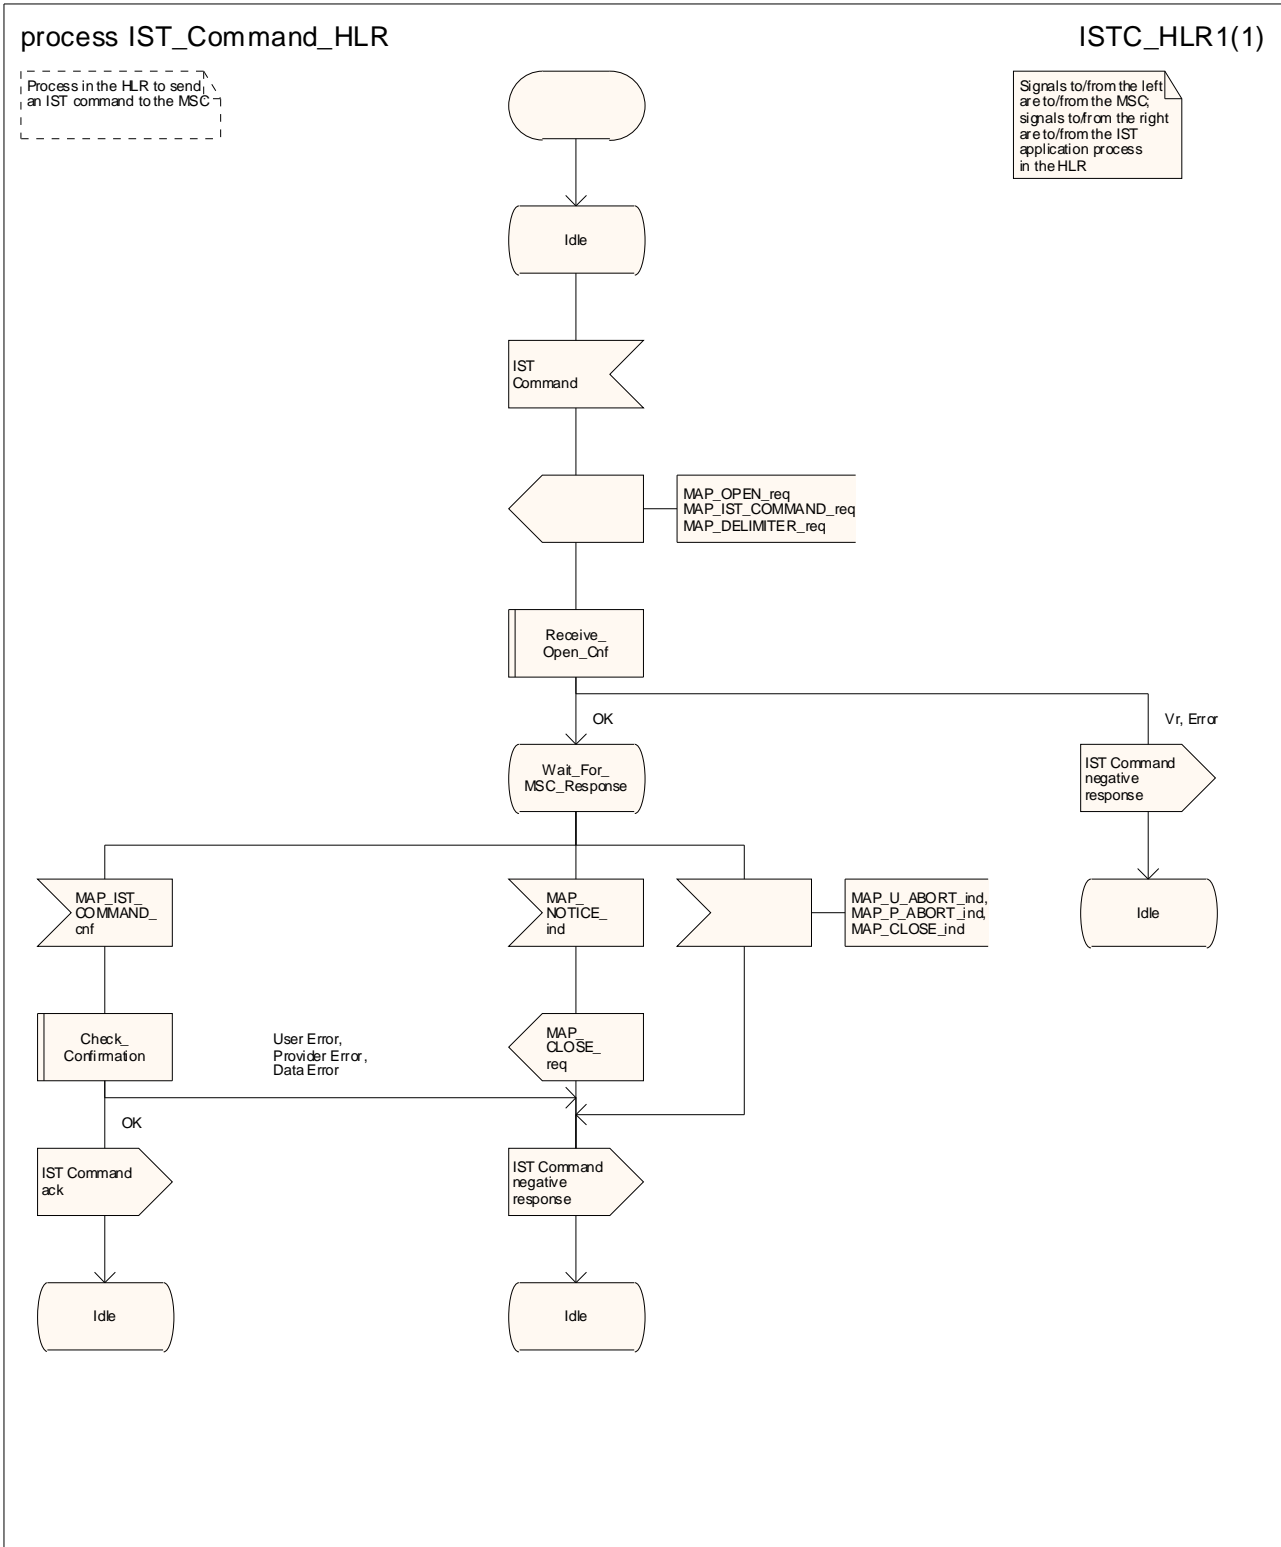 process IST_Command_HLR
ISTC_HLR1(1)
Process in the HLR to send
an IST command to the MSC
Signals to/from the left
are to/from the MSC;
signals to/from the right
are to/from the IST
application process
in the HLR
Idle
IST
Command
MAP_OPEN_req
MAP_IST_COMMAND_req
MAP_DELIMITER_req
Receive_
Open_Cnf
OK
Vr, Error
Wait_For_
MSC_Response
IST Command
negative
response
MAP_IST_
COMMAND_
cnf
MAP_
NOTICE_
ind
MAP_U_ABORT_ind,
MAP_P_ABORT_ind,
MAP_CLOSE_ind
Idle
Check_
Confirmation
User Error,
Provider Error,
Data Error
MAP_
CLOSE_
req
OK
IST Command
ack
IST Command
negative
response
Idle
Idle